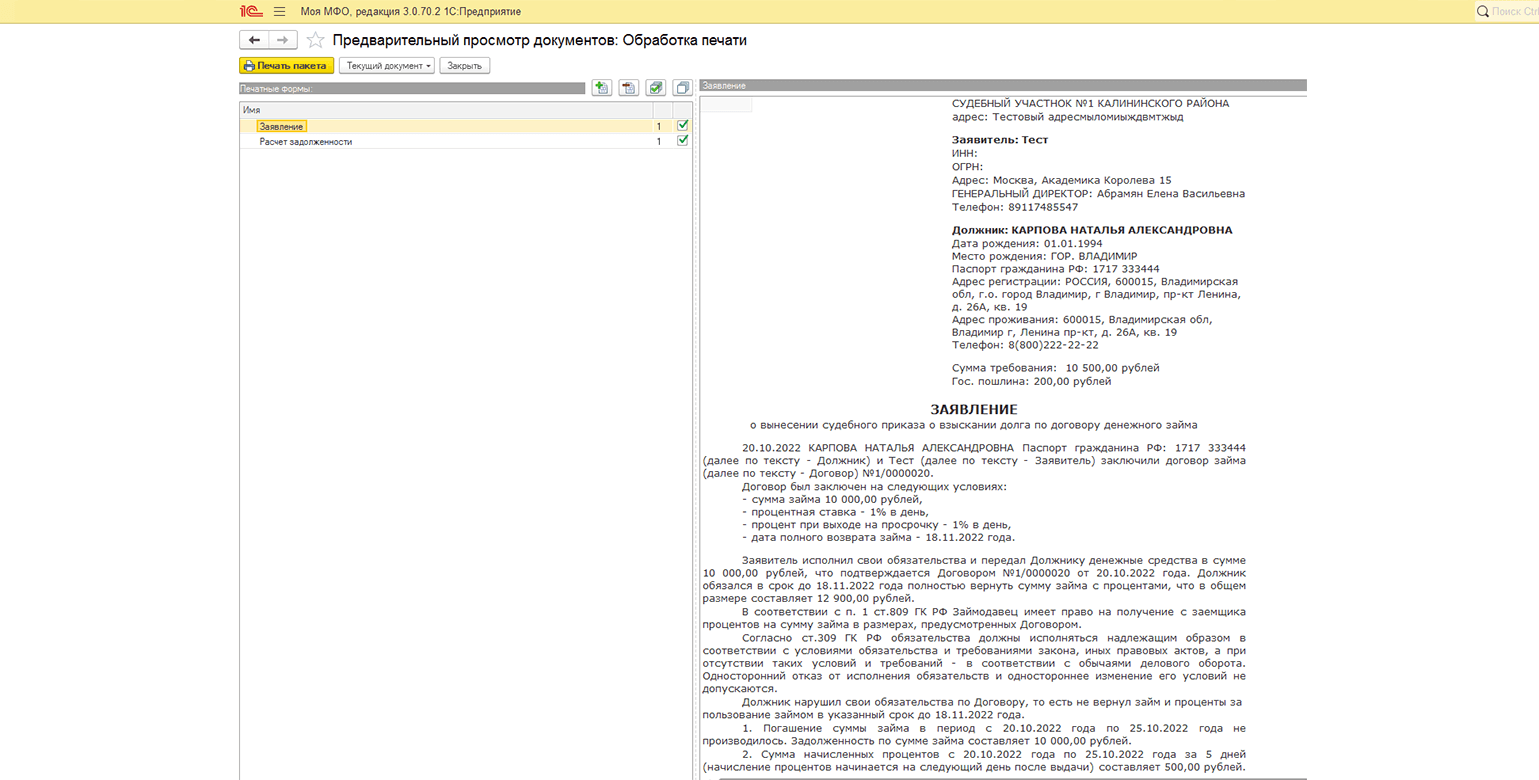 1С Моя МФО, редакция 3.0.70.2 1С:Предприятие
Поиск Ctrl
Предварительный просмотр документов: Обработка печати
Печать пакета Текущий документ Закрыть
Печатные формы:
Имя
Заявление 1
Расчет задолженности 1
Заявление
СУДЕБНЫЙ УЧАСТНОК №1 КАЛИНИНСКОГО РАЙОНА
адрес: Тестовый адресмыломиыждвмтжыд
Заявитель: Тест
ИНН:
ОГРН:
Адрес: Москва, Академика Королева 15
ГЕНЕРАЛЬНЫЙ ДИРЕКТОР: Абрамян Елена Васильевна
Телефон: 89117485547
Должник: КАРПОВА НАТАЛЬЯ АЛЕКСАНДРОВНА
Дата рождения: 01.01.1994
Место рождения: ГОР. ВЛАДИМИР
Паспорт гражданина РФ: 1717 333444
Адрес регистрации: РОССИЯ, 600015, Владимирская
обл, г.о. город Владимир, г Владимир, пр-кт Ленина,
д. 26А, кв. 19
Адрес проживания: 600015, Владимирская обл,
Владимир г, Ленина пр-кт, д. 26А, кв. 19
Телефон: 8(800)222-22-22
Сумма требования: 10 500,00 рублей
Гос. пошлина: 200,00 рублей
ЗАЯВЛЕНИЕ
о вынесении судебного приказа о взыскании долга по договору денежного займа
20.10.2022 КАРПОВА НАТАЛЬЯ АЛЕКСАНДРОВНА Паспорт гражданина РФ: 1717 333444
(далее по тексту - Должник) и Тест (далее по тексту - Заявитель) заключили договор займа
(далее по тексту - Договор) №1/0000020.
Договор был заключен на следующих условиях:
- сумма займа 10 000,00 рублей,
- процентная ставка - 1% в день,
- процент при выходе на просрочку - 1% в день,
- дата полного возврата займа - 18.11.2022 года.
Заявитель исполнил свои обязательства и передал Должнику денежные средства в сумме
10 000,00 рублей, что подтверждается Договором №1/0000020 от 20.10.2022 года. Должник
обязался в срок до 18.11.2022 года полностью вернуть сумму займа с процентами, что в общем
размере составляет 12 900,00 рублей.
В соответствии с п. 1 ст.809 ГК РФ Займодавец имеет право на получение с заемщика
процентов на сумму займа в размерах, предусмотренных Договором.
Согласно ст.309 ГК РФ обязательства должны исполняться надлежащим образом в
соответствии с условиями обязательства и требованиями закона, иных правовых актов, а при
отсутствии таких условий и требований - в соответствии с обычаями делового оборота.
Односторонний отказ от исполнения обязательств и одностороннее изменение его условий не
допускаются.
Должник нарушил свои обязательства по Договору, то есть не вернул займ и проценты за
пользование займом в указанный срок до 18.11.2022 года.
1. Погашение суммы займа в период с 20.10.2022 года по 25.10.2022 года не
производилось. Задолженность по сумме займа составляет 10 000,00 рублей.
2. Сумма начисленных процентов с 20.10.2022 года по 25.10.2022 года за 5 дней
(начисление процентов начинается на следующий день после выдачи) составляет 500,00 рублей.